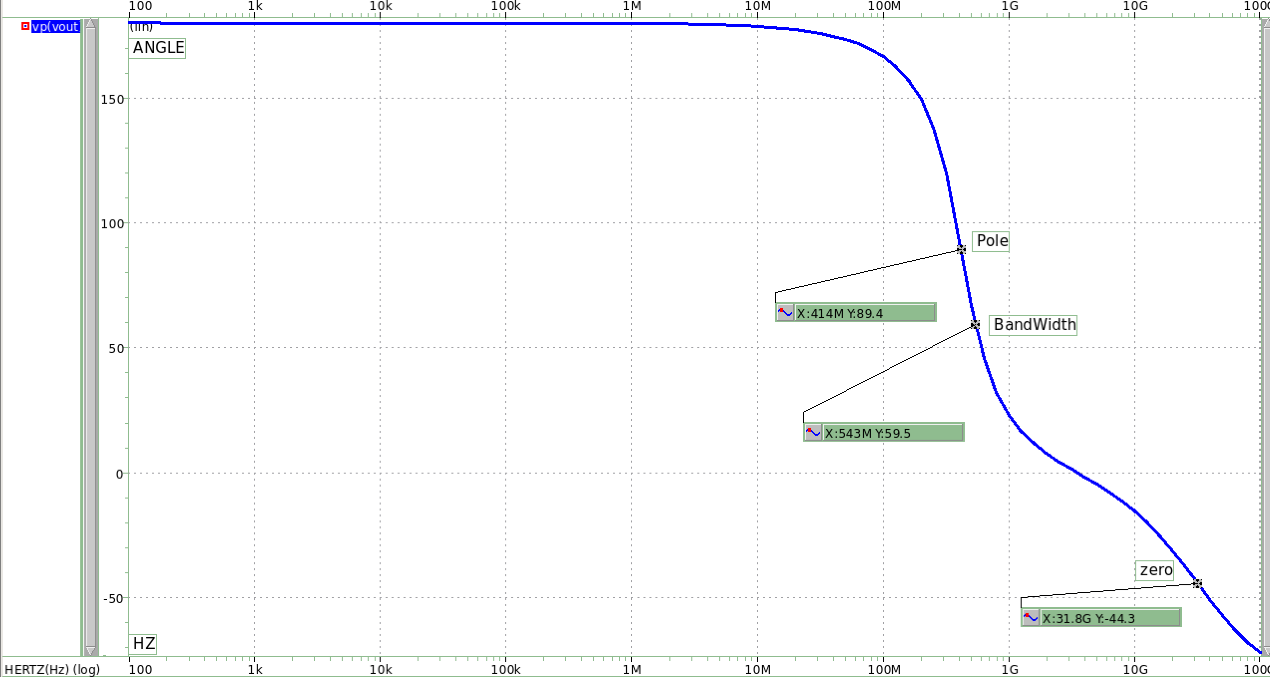 100 1k 10k 100k 1M 10M 100M 1G 10G 100
vp(vout
(lin)
ANGLE
150
100
Pole
X:414M Y:89.4
BandWidth
50
X:543M Y:59.5
0
zero
-50
X:31.8G Y:-44.3
HZ
HERTZ(Hz) (log) 100 1k 10k 100k 1M 10M 100M 1G 10G 100